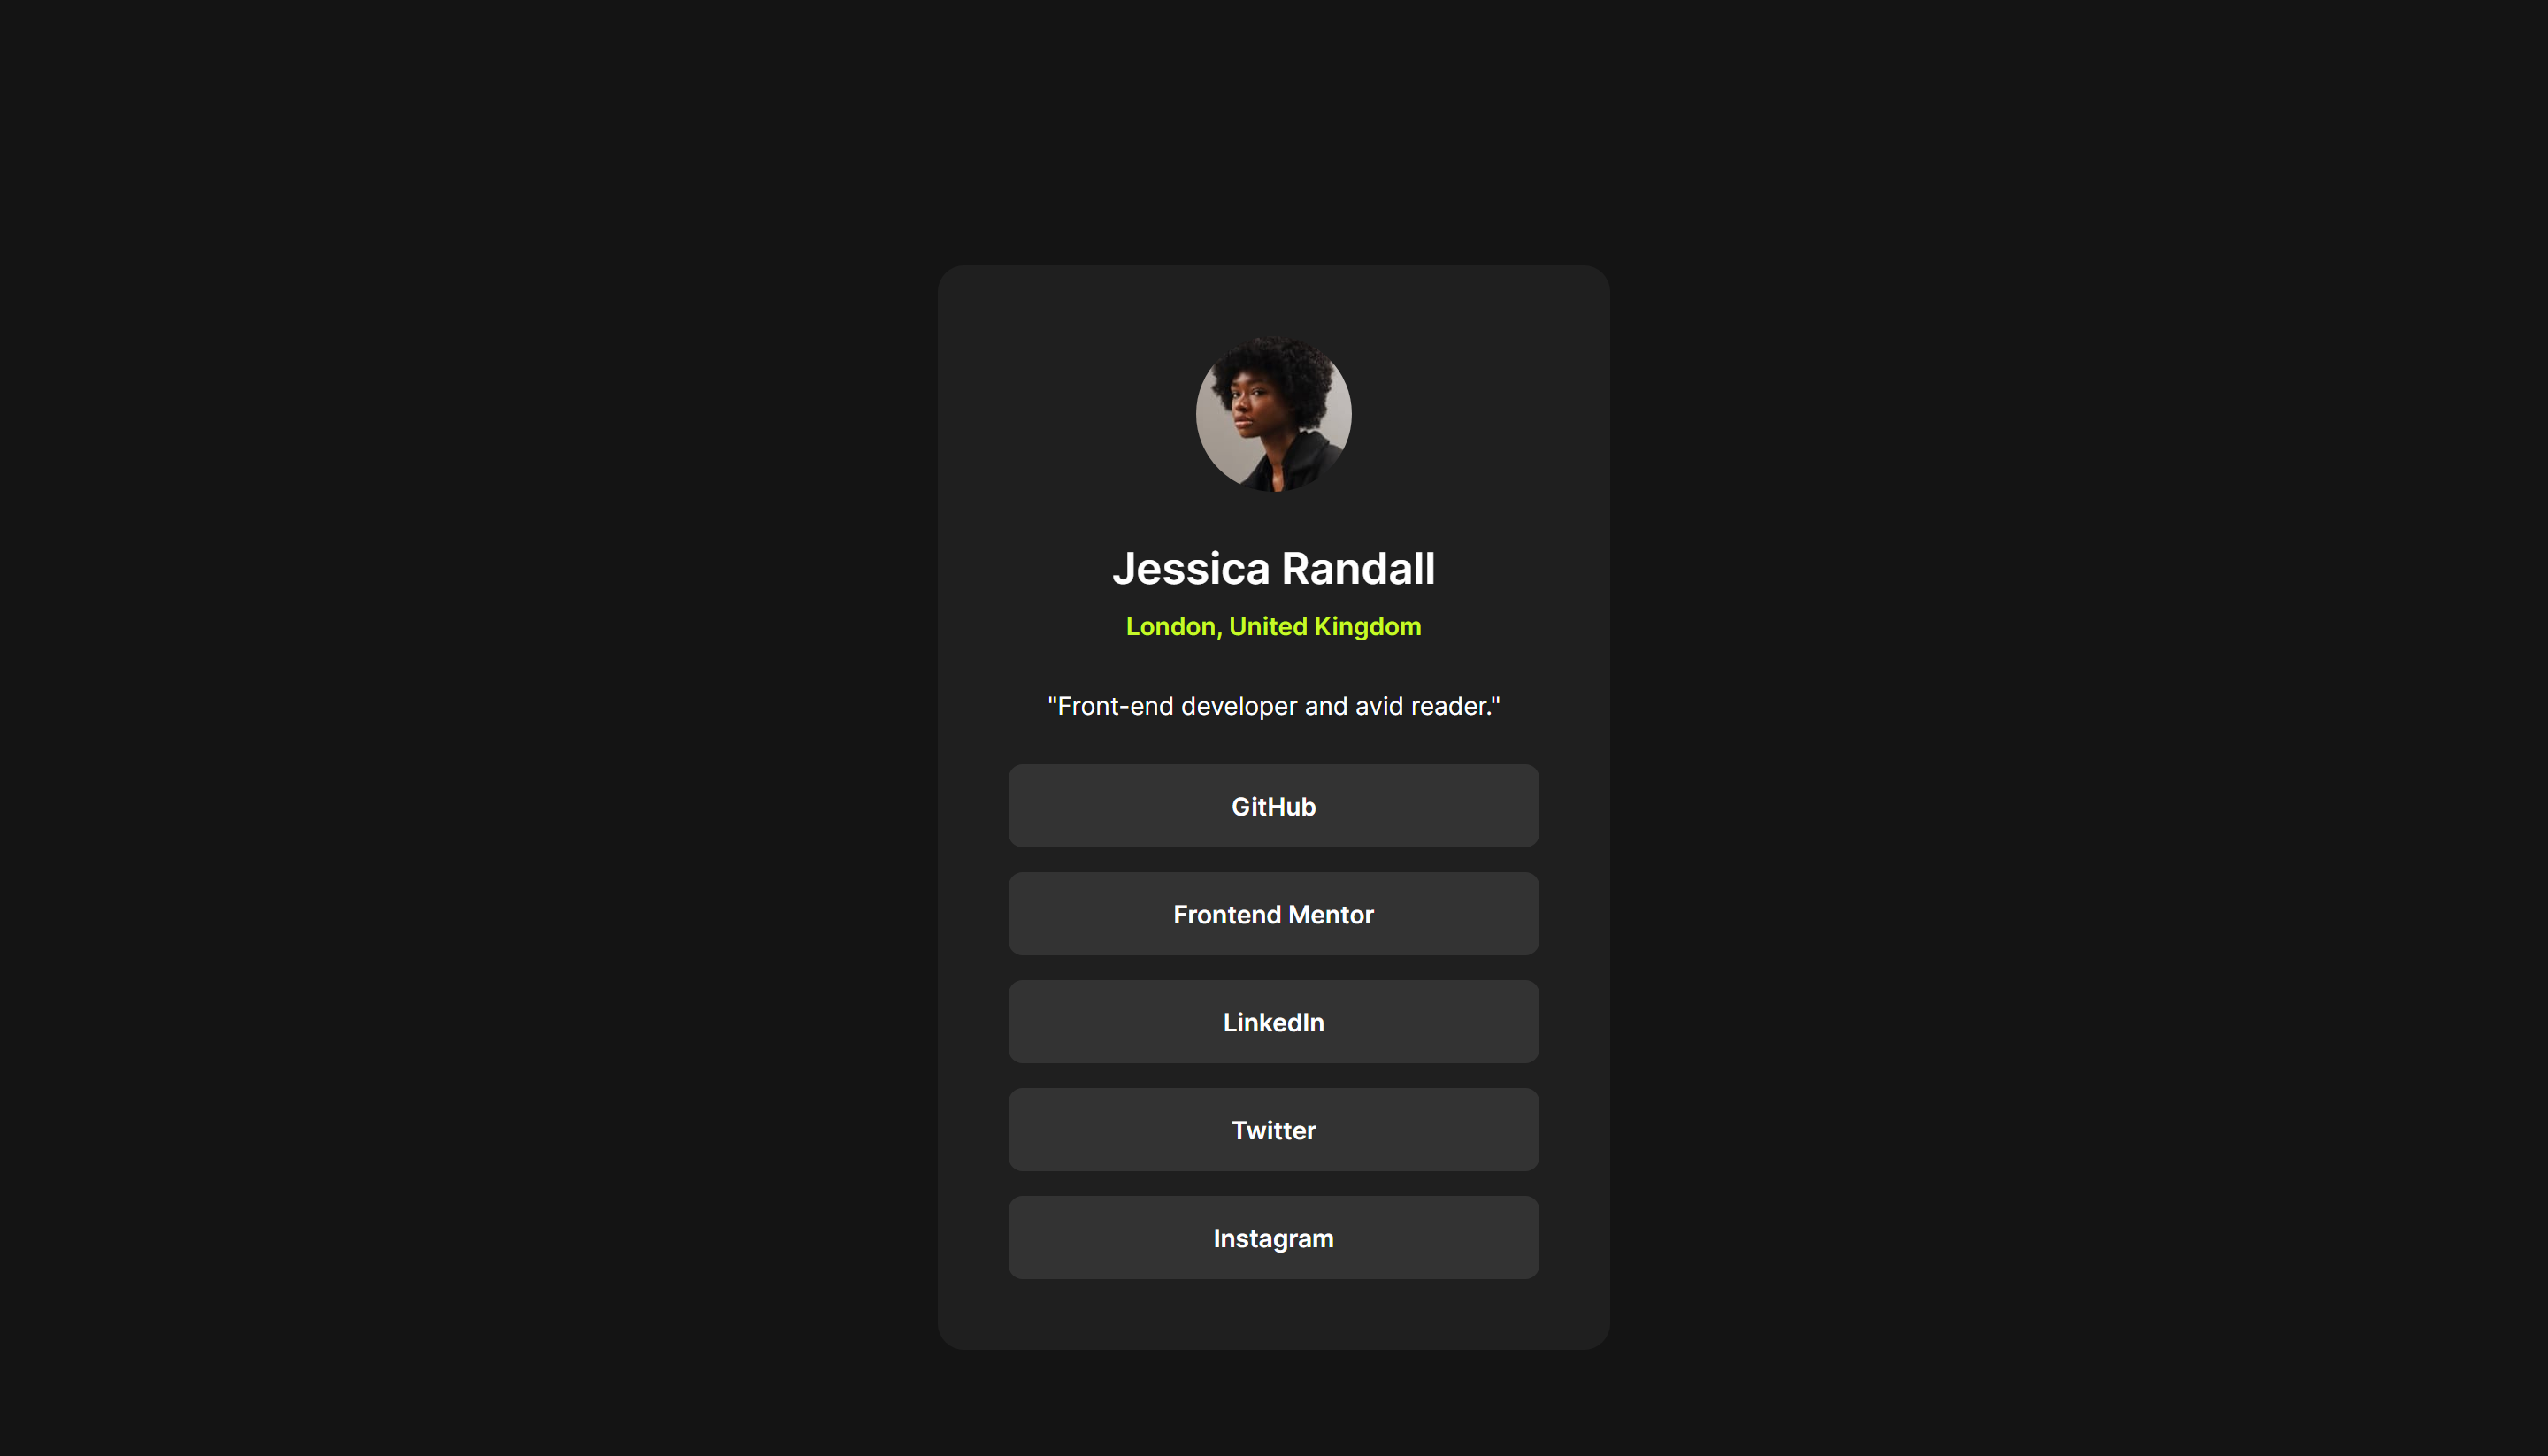 Jessica Randall
London, United Kingdom
"Front-end developer and avid reader."
GitHub
Frontend Mentor
LinkedIn
Twitter
Instagram